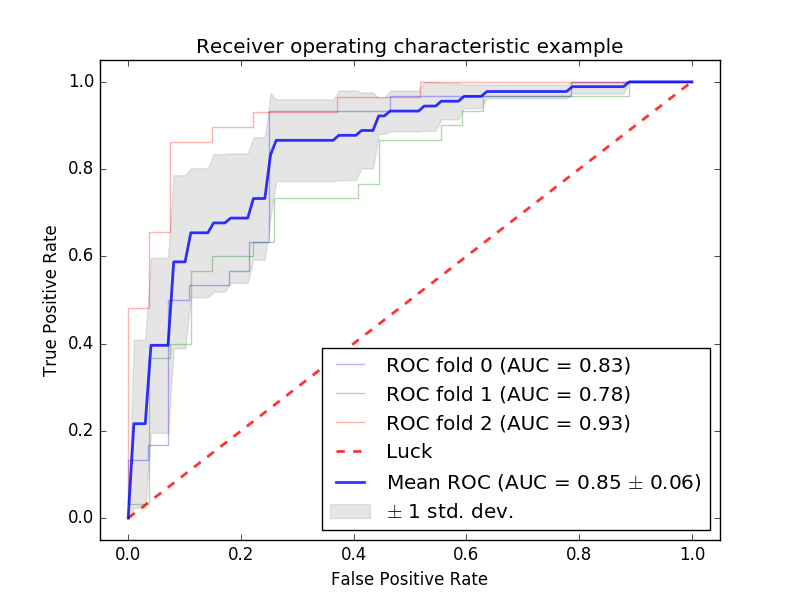 Receiver operating characteristic example
True Positive Rate
1.0
0.8
0.6
0.4
0.2
0.0
ROC fold 0 (AUC = 0.83)
ROC fold 1 (AUC = 0.78)
ROC fold 2 (AUC = 0.93)
Luck
Mean ROC (AUC = 0.85 ± 0.06)
± 1 std. dev.
0.0 0.2 0.4 0.6 0.8 1.0
False Positive Rate